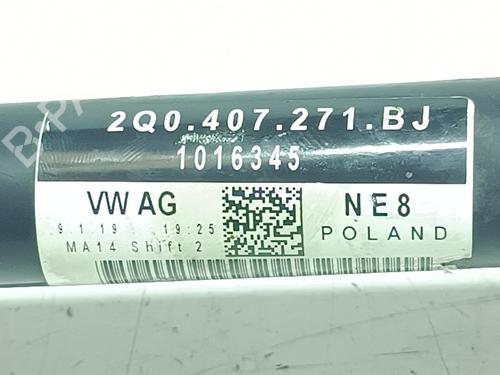 2Q0.407.271.BJ
1016345
VW AG
NE8
9.1.19 19:25
POLAND
MA14 Shift 2